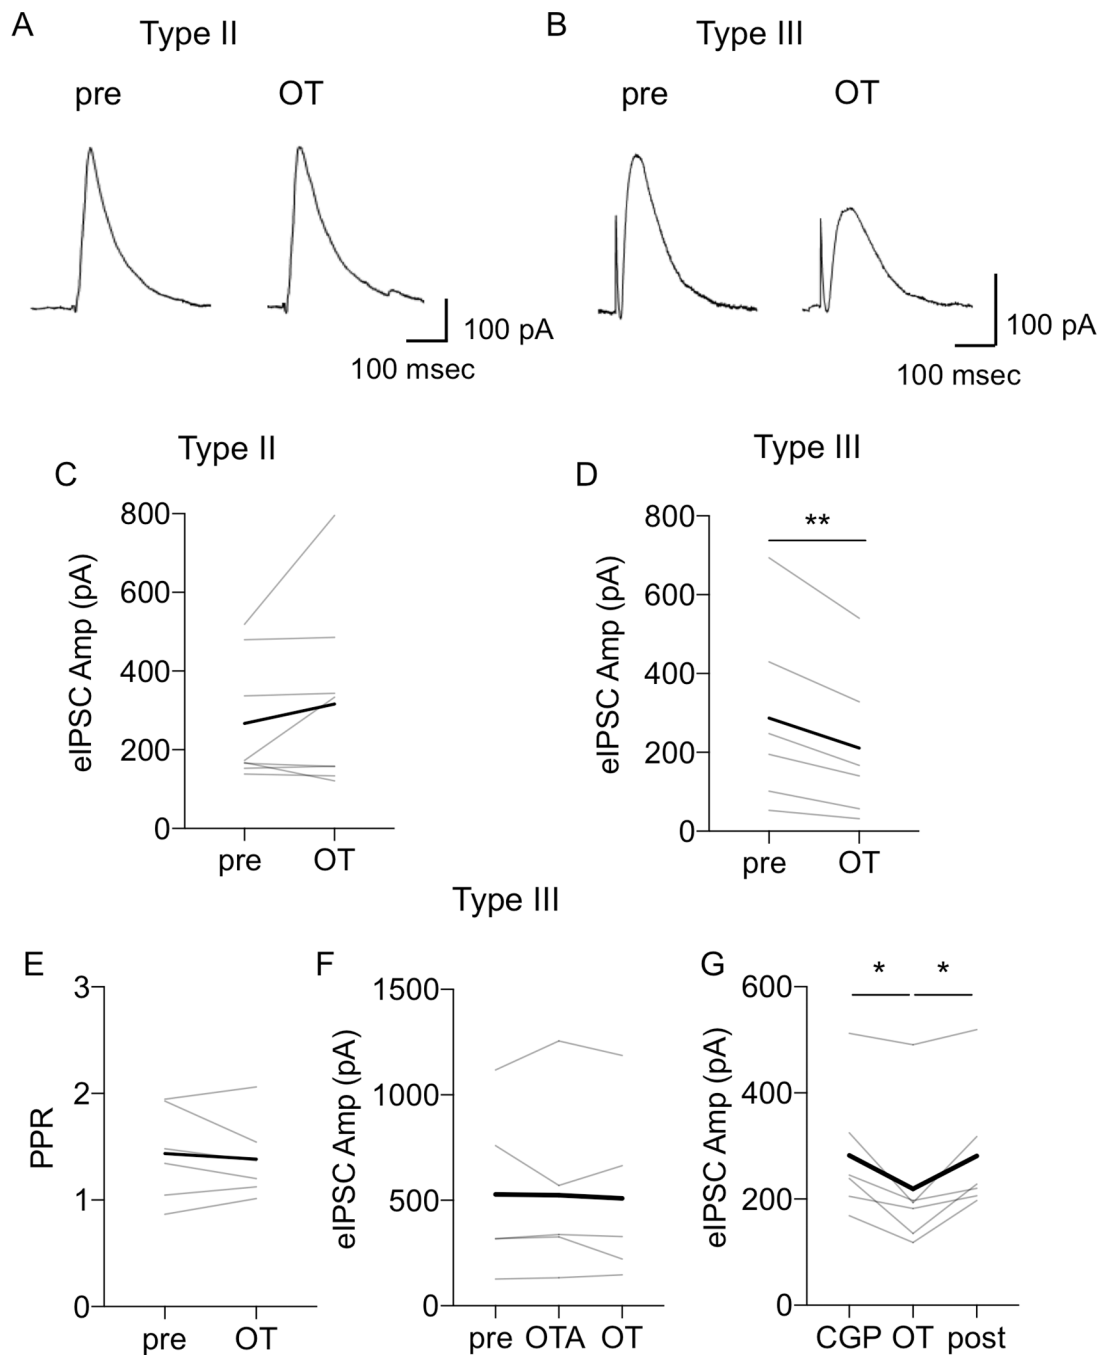 A
Type II
B
Type III
pre
OT
pre
OT
100 pA
100 msec
100 pA
100 msec
Type II
C
Type III
D
eIPSC Amp (pA)
800
600
400
200
0
pre
OT
eIPSC Amp (pA)
800
600
400
200
0
**
pre
OT
Type III
E
PPR
3
2
1
0
pre
OT
F
eIPSC Amp (pA)
1500
1000
500
0
pre OTA OT
G
eIPSC Amp (pA)
600
400
200
0
*
*
CGP OT post